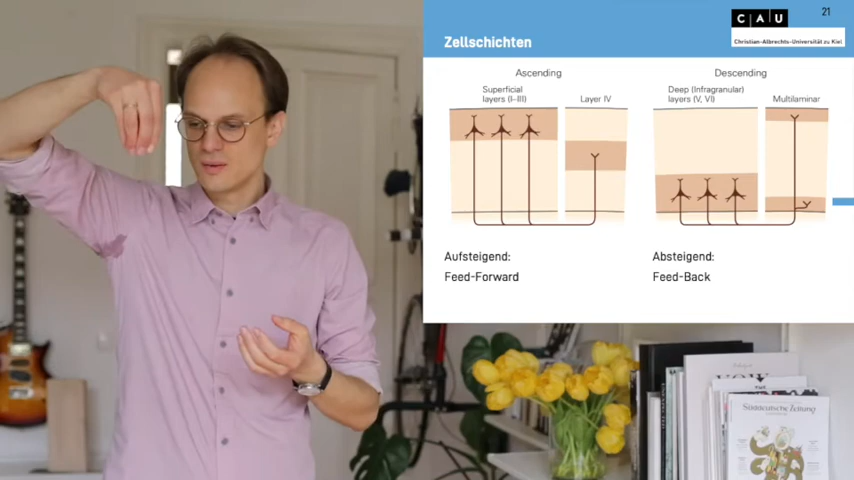 21
C A U
Christian-Albrechts-Universität zu Kiel
Zellschichten
Ascending
Descending
Superficial
layers (I–III)
Layer IV
Deep (Infragranular)
layers (V, VI)
Multilaminar
Aufsteigend:
Feed-Forward
Absteigend:
Feed-Back
Süddeutsche Zeitung